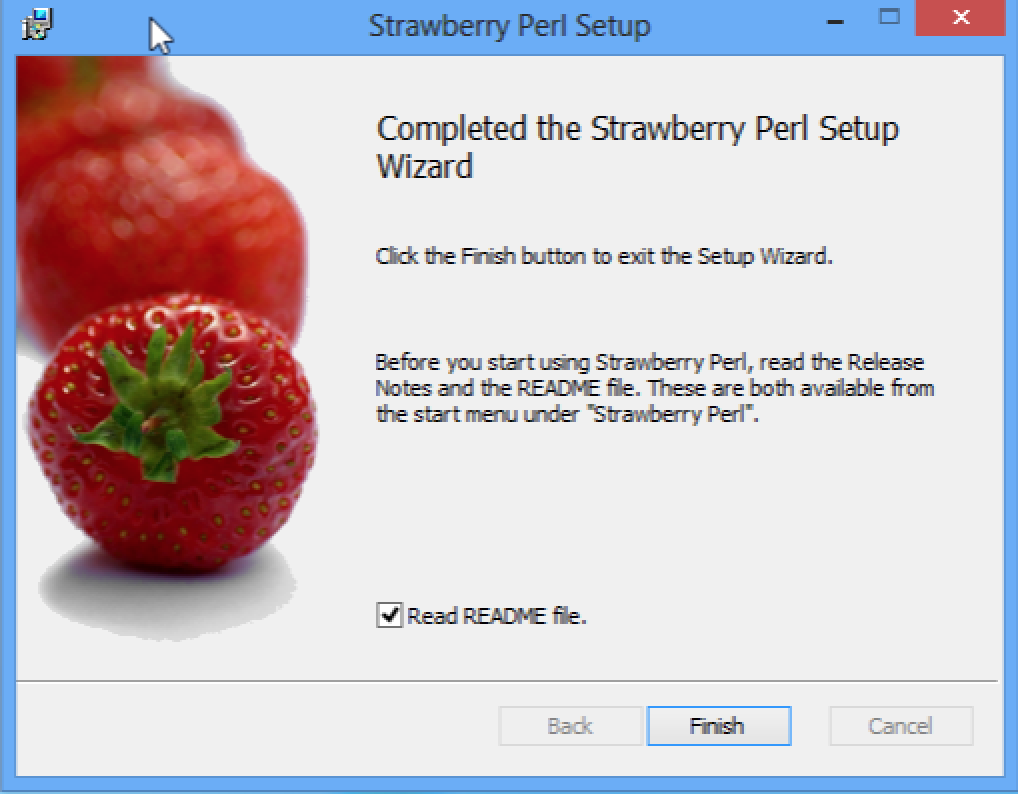 Strawberry Perl Setup
Completed the Strawberry Perl Setup
Wizard
Click the Finish button to exit the Setup Wizard.
Before you start using Strawberry Perl, read the Release
Notes and the README file. These are both available from
the start menu under "Strawberry Perl".
Read README file.
Back
Finish
Cancel